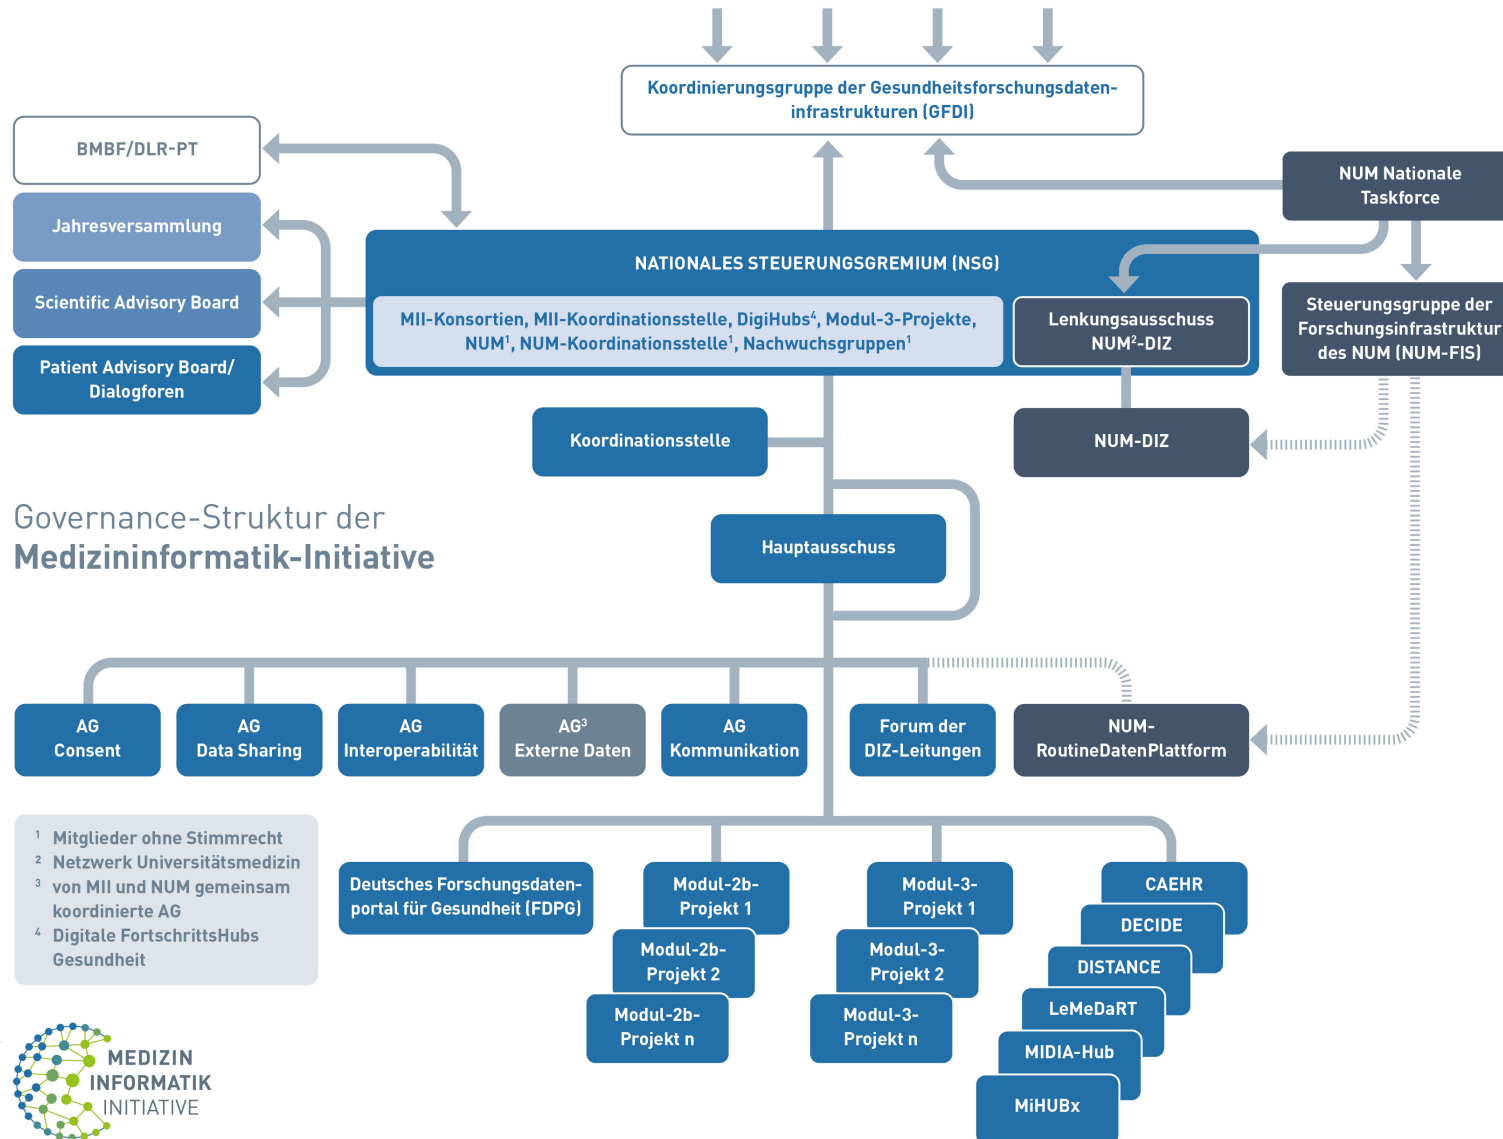 Koordinierungsgruppe der Gesundheitsforschungsdaten-
infrastrukturen (GFDI)
BMBF/DLR-PT
Jahresversammlung
Scientific Advisory Board
Patient Advisory Board/
Dialogforen
NUM Nationale
Taskforce
NATIONALES STEUERUNGSGREMIUM (NSG)
MII-Konsortien, MII-Koordinationsstelle, DigiHubs⁴, Modul-3-Projekte,
NUM¹, NUM-Koordinationsstelle¹, Nachwuchsgruppen¹
Lenkungsausschuss
NUM²-DIZ
Steuerungsgruppe der
Forschungsinfrastruktur
des NUM (NUM-FIS)
Koordinationsstelle
NUM-DIZ
Governance-Struktur der
Medizininformatik-Initiative
Hauptausschuss
AG
Consent
AG
Data Sharing
AG
Interoperabilität
AG³
Externe Daten
AG
Kommunikation
Forum der
DIZ-Leitungen
NUM-
RoutineDatenPlattform
¹ Mitglieder ohne Stimmrecht
² Netzwerk Universitätsmedizin
³ von MII und NUM gemeinsam
koordinierte AG
⁴ Digitale FortschrittsHubs
Gesundheit
Deutsches Forschungsdaten-
portal für Gesundheit (FDPG)
Modul-2b-
Projekt 1
Modul-2b-
Projekt 2
Modul-2b-
Projekt n
Modul-3-
Projekt 1
Modul-3-
Projekt 2
Modul-3-
Projekt n
CAEHR
DECIDE
DISTANCE
LeMeDaRT
MIDIA-Hub
MiHUBx
MEDIZIN
INFORMATIK
INITIATIVE